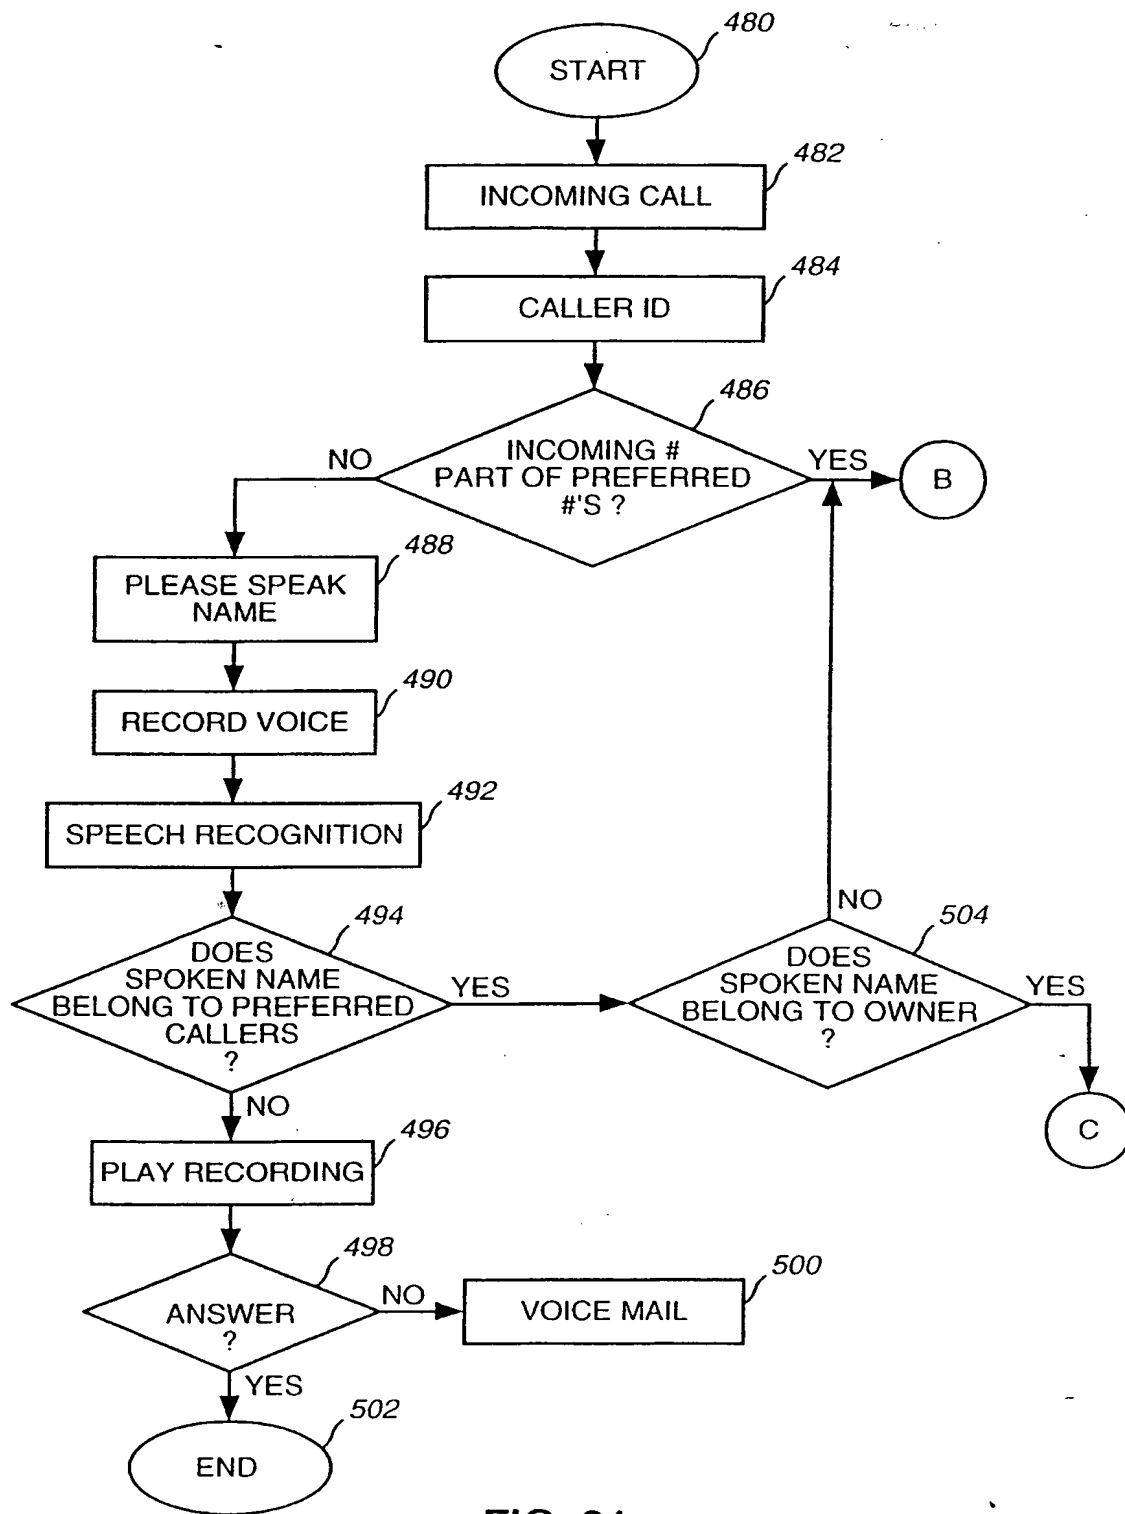 480
START
482
INCOMING CALL
484
CALLER ID
486
INCOMING #
PART OF PREFERRED
#'S ?
NO
YES
B
488
PLEASE SPEAK
NAME
490
RECORD VOICE
492
SPEECH RECOGNITION
494
DOES
SPOKEN NAME
BELONG TO PREFERRED
CALLERS
?
YES
NO
504
DOES
SPOKEN NAME
BELONG TO OWNER
?
NO
YES
C
496
PLAY RECORDING
498
ANSWER
?
NO
500
VOICE MAIL
YES
502
END